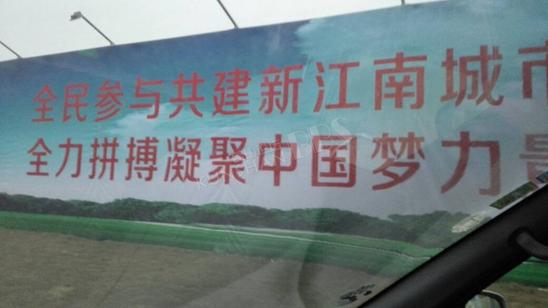 全民参与共建新江南城市
全力拼搏凝聚中国梦力量